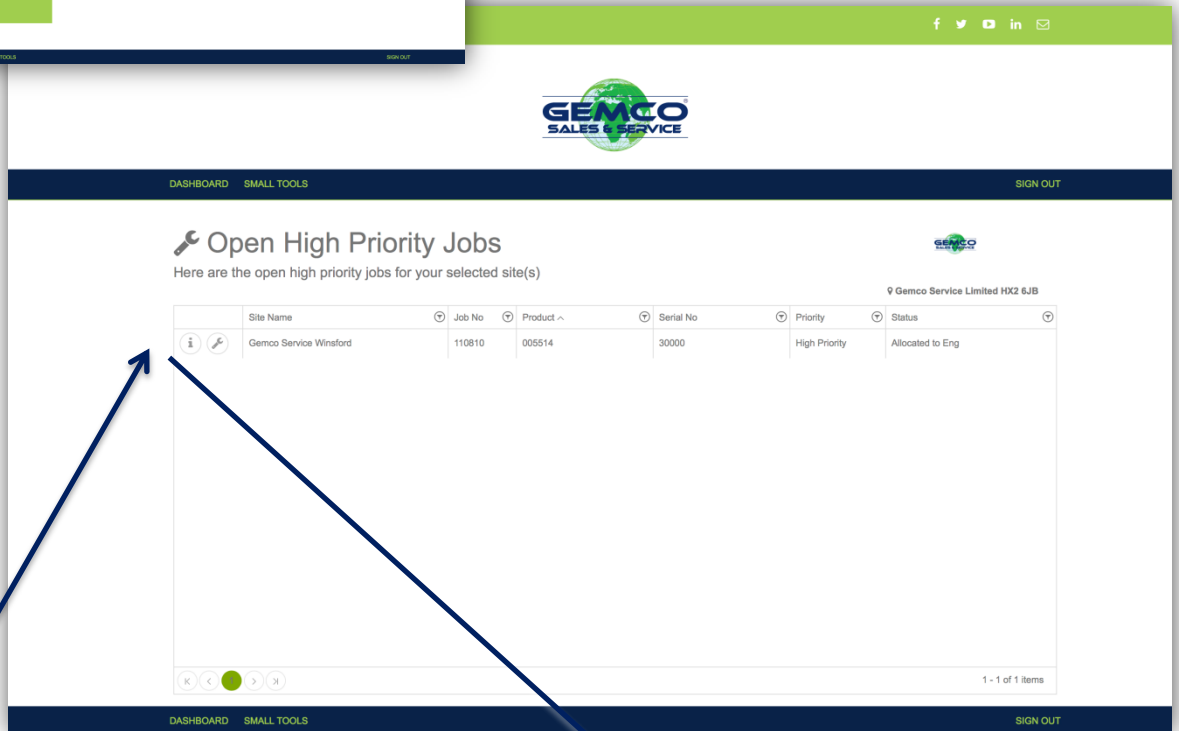 TOOLS SIGN OUT
GEMCO
SALES & SERVICE
DASHBOARD SMALL TOOLS SIGN OUT
Open High Priority Jobs
GEMCO
Here are the open high priority jobs for your selected site(s)
Gemco Service Limited HX2 6JB
Site Name Job No Product Serial No Priority Status
Gemco Service Winsford 110810 005514 30000 High Priority Allocated to Eng
1 1 - 1 of 1 items
DASHBOARD SMALL TOOLS SIGN OUT